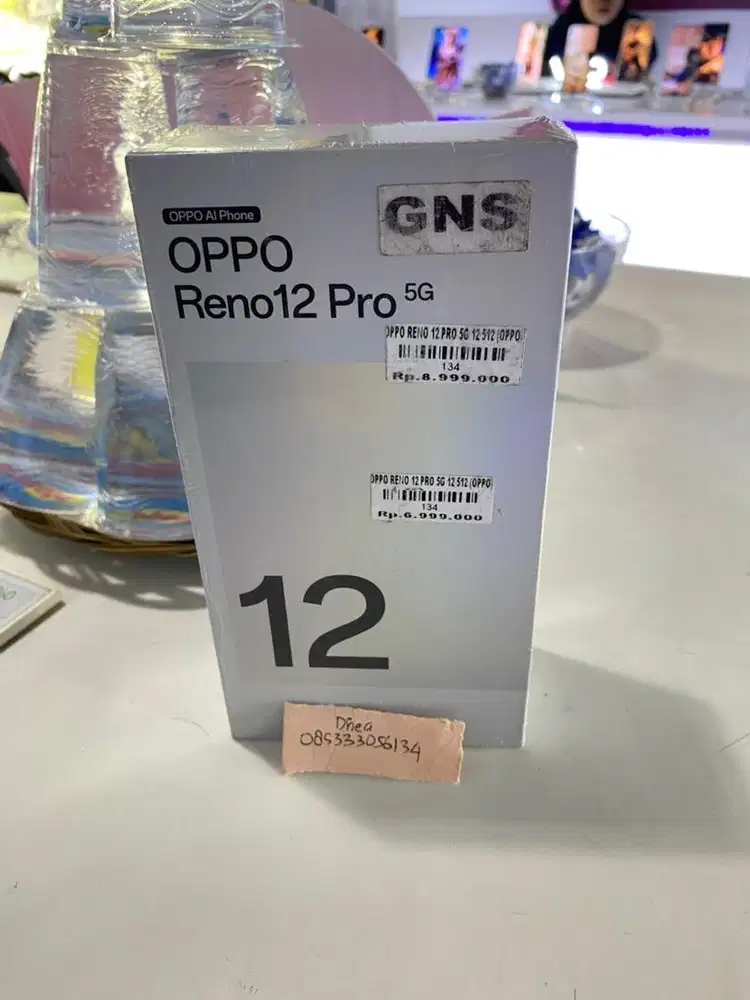 OPPO AI Phone
GNS
OPPO
Reno12 Pro 5G
OPPO RENO 12 PRO 5G 12 512 (OPPO
134
Rp.8.999.000
OPPO RENO 12 PRO 5G 12 512 (OPPO
134
Rp.6.999.000
12
Dhea
085333056134